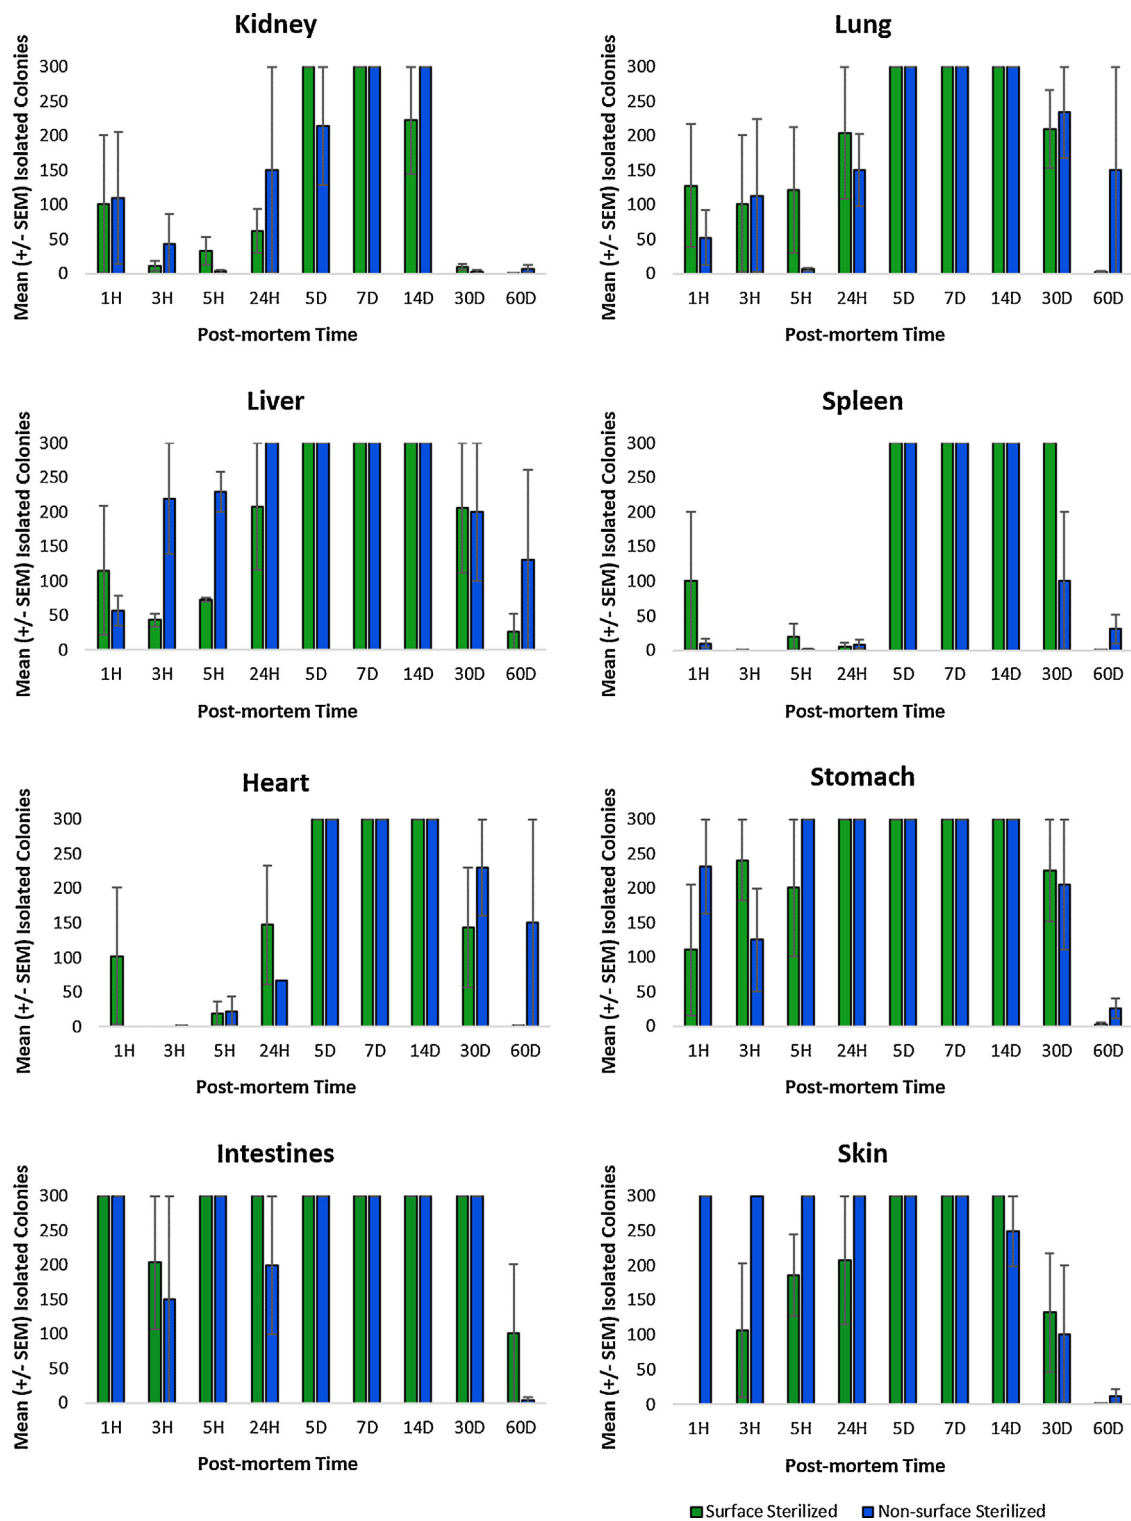 Kidney
Mean (+/- SEM) Isolated Colonies
300
250
200
150
100
50
0
1H 3H 5H 24H 5D 7D 14D 30D 60D
Post-mortem Time
Lung
Mean (+/- SEM) Isolated Colonies
300
250
200
150
100
50
0
1H 3H 5H 24H 5D 7D 14D 30D 60D
Post-mortem Time
Liver
Mean (+/- SEM) Isolated Colonies
300
250
200
150
100
50
0
1H 3H 5H 24H 5D 7D 14D 30D 60D
Post-mortem Time
Spleen
Mean (+/- SEM) Isolated Colonies
300
250
200
150
100
50
0
1H 3H 5H 24H 5D 7D 14D 30D 60D
Post-mortem Time
Heart
Mean (+/- SEM) Isolated Colonies
300
250
200
150
100
50
0
1H 3H 5H 24H 5D 7D 14D 30D 60D
Post-mortem Time
Stomach
Mean (+/- SEM) Isolated Colonies
300
250
200
150
100
50
0
1H 3H 5H 24H 5D 7D 14D 30D 60D
Post-mortem Time
Intestines
Mean (+/- SEM) Isolated Colonies
300
250
200
150
100
50
0
1H 3H 5H 24H 5D 7D 14D 30D 60D
Post-mortem Time
Skin
Mean (+/- SEM) Isolated Colonies
300
250
200
150
100
50
0
1H 3H 5H 24H 5D 7D 14D 30D 60D
Post-mortem Time
Surface Sterilized Non-surface Sterilized